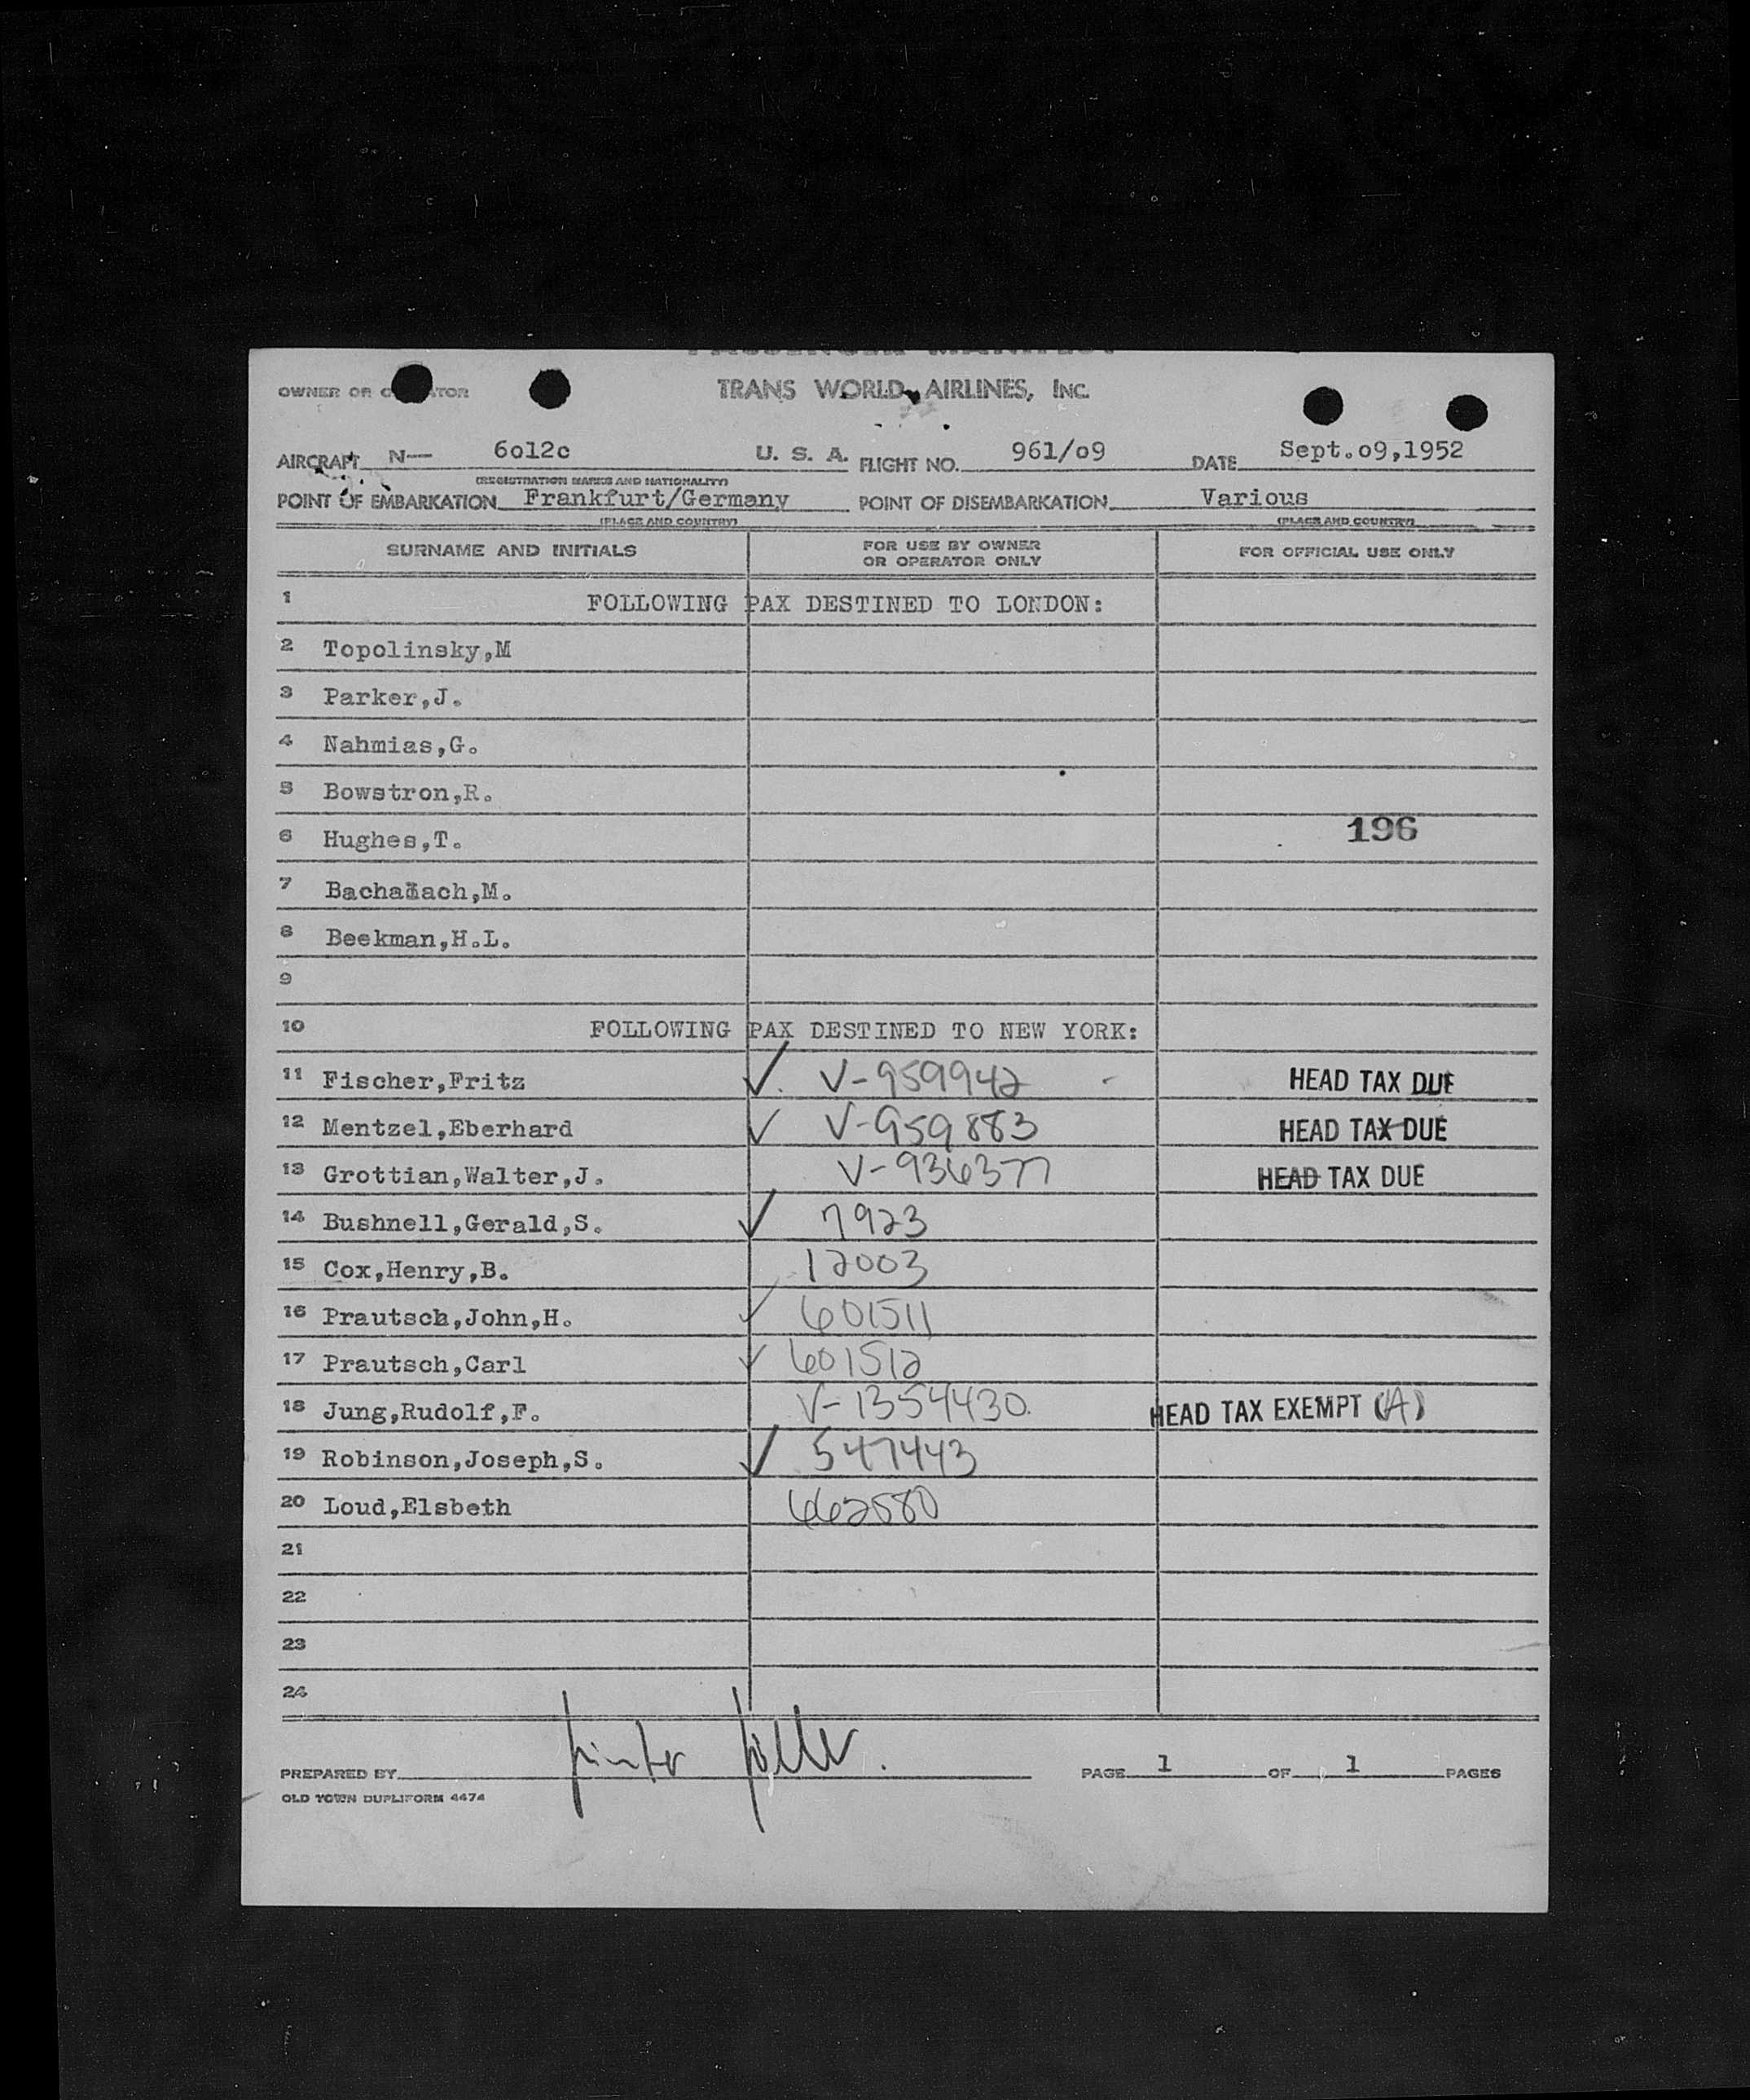 PASSENGER MANIFEST
OWNER OR OPERATOR TRANS WORLD AIRLINES, INC.
AIRCRAFT N— 6o12c U. S. A. FLIGHT NO. 961/o9 DATE Sept.o9,1952
(REGISTRATION MARKS AND NATIONALITY)
POINT OF EMBARKATION Frankfurt/Germany POINT OF DISEMBARKATION Various
(PLACE AND COUNTRY) (PLACE AND COUNTRY)
SURNAME AND INITIALS FOR USE BY OWNER OR OPERATOR ONLY FOR OFFICIAL USE ONLY
1 FOLLOWING PAX DESTINED TO LONDON:
2 Topolinsky,M
3 Parker,J.
4 Nahmias,G.
5 Bowstron,R.
6 Hughes,T. 196
7 M.
8 Beekman,H.L.
9
10 FOLLOWING PAX DESTINED TO NEW YORK:
11 Fischer,Fritz ✓ V-959942 - HEAD TAX DUE
12 Mentzel,Eberhard ✓ V-959883 HEAD TAX DUE
13 Grottian,Walter,J. V-936377 HEAD TAX DUE
14 Bushnell,Gerald,S. ✓ 7923
15 Cox,Henry,B. 12003
16 Prautsch,John,H. ✓ 601511
17 Prautsch,Carl ✓ 601512
18 Jung,Rudolf,F. V-1354430. HEAD TAX EXEMPT (A)
19 Robinson,Joseph,S. ✓ 547443
20 Loud,Elsbeth 662580
21
22
23
24
PREPARED BY PAGE 1 OF 1 PAGES
OLD TOWN DUPLIFORM 4474